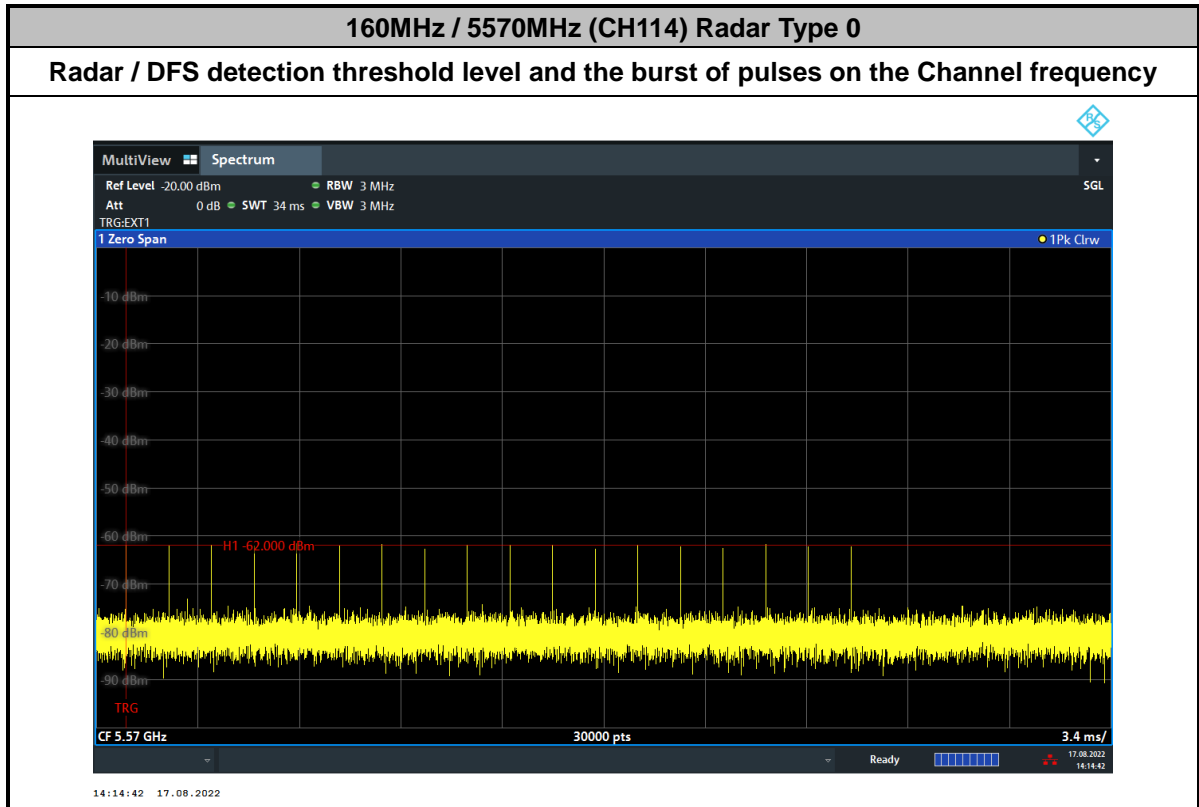 160MHz / 5570MHz (CH114) Radar Type 0
Radar / DFS detection threshold level and the burst of pulses on the Channel frequency
R&S
MultiView Spectrum
Ref Level -20.00 dBm RBW 3 MHz SGL
Att 0 dB SWT 34 ms VBW 3 MHz
TRG:EXT1
1 Zero Span 1Pk Clrw
-10 dBm
-20 dBm
-30 dBm
-40 dBm
-50 dBm
-60 dBm
H1 -62.000 dBm
-70 dBm
-80 dBm
-90 dBm
TRG
CF 5.57 GHz 30000 pts 3.4 ms/
Ready 17.08.2022
14:14:42
14:14:42 17.08.2022